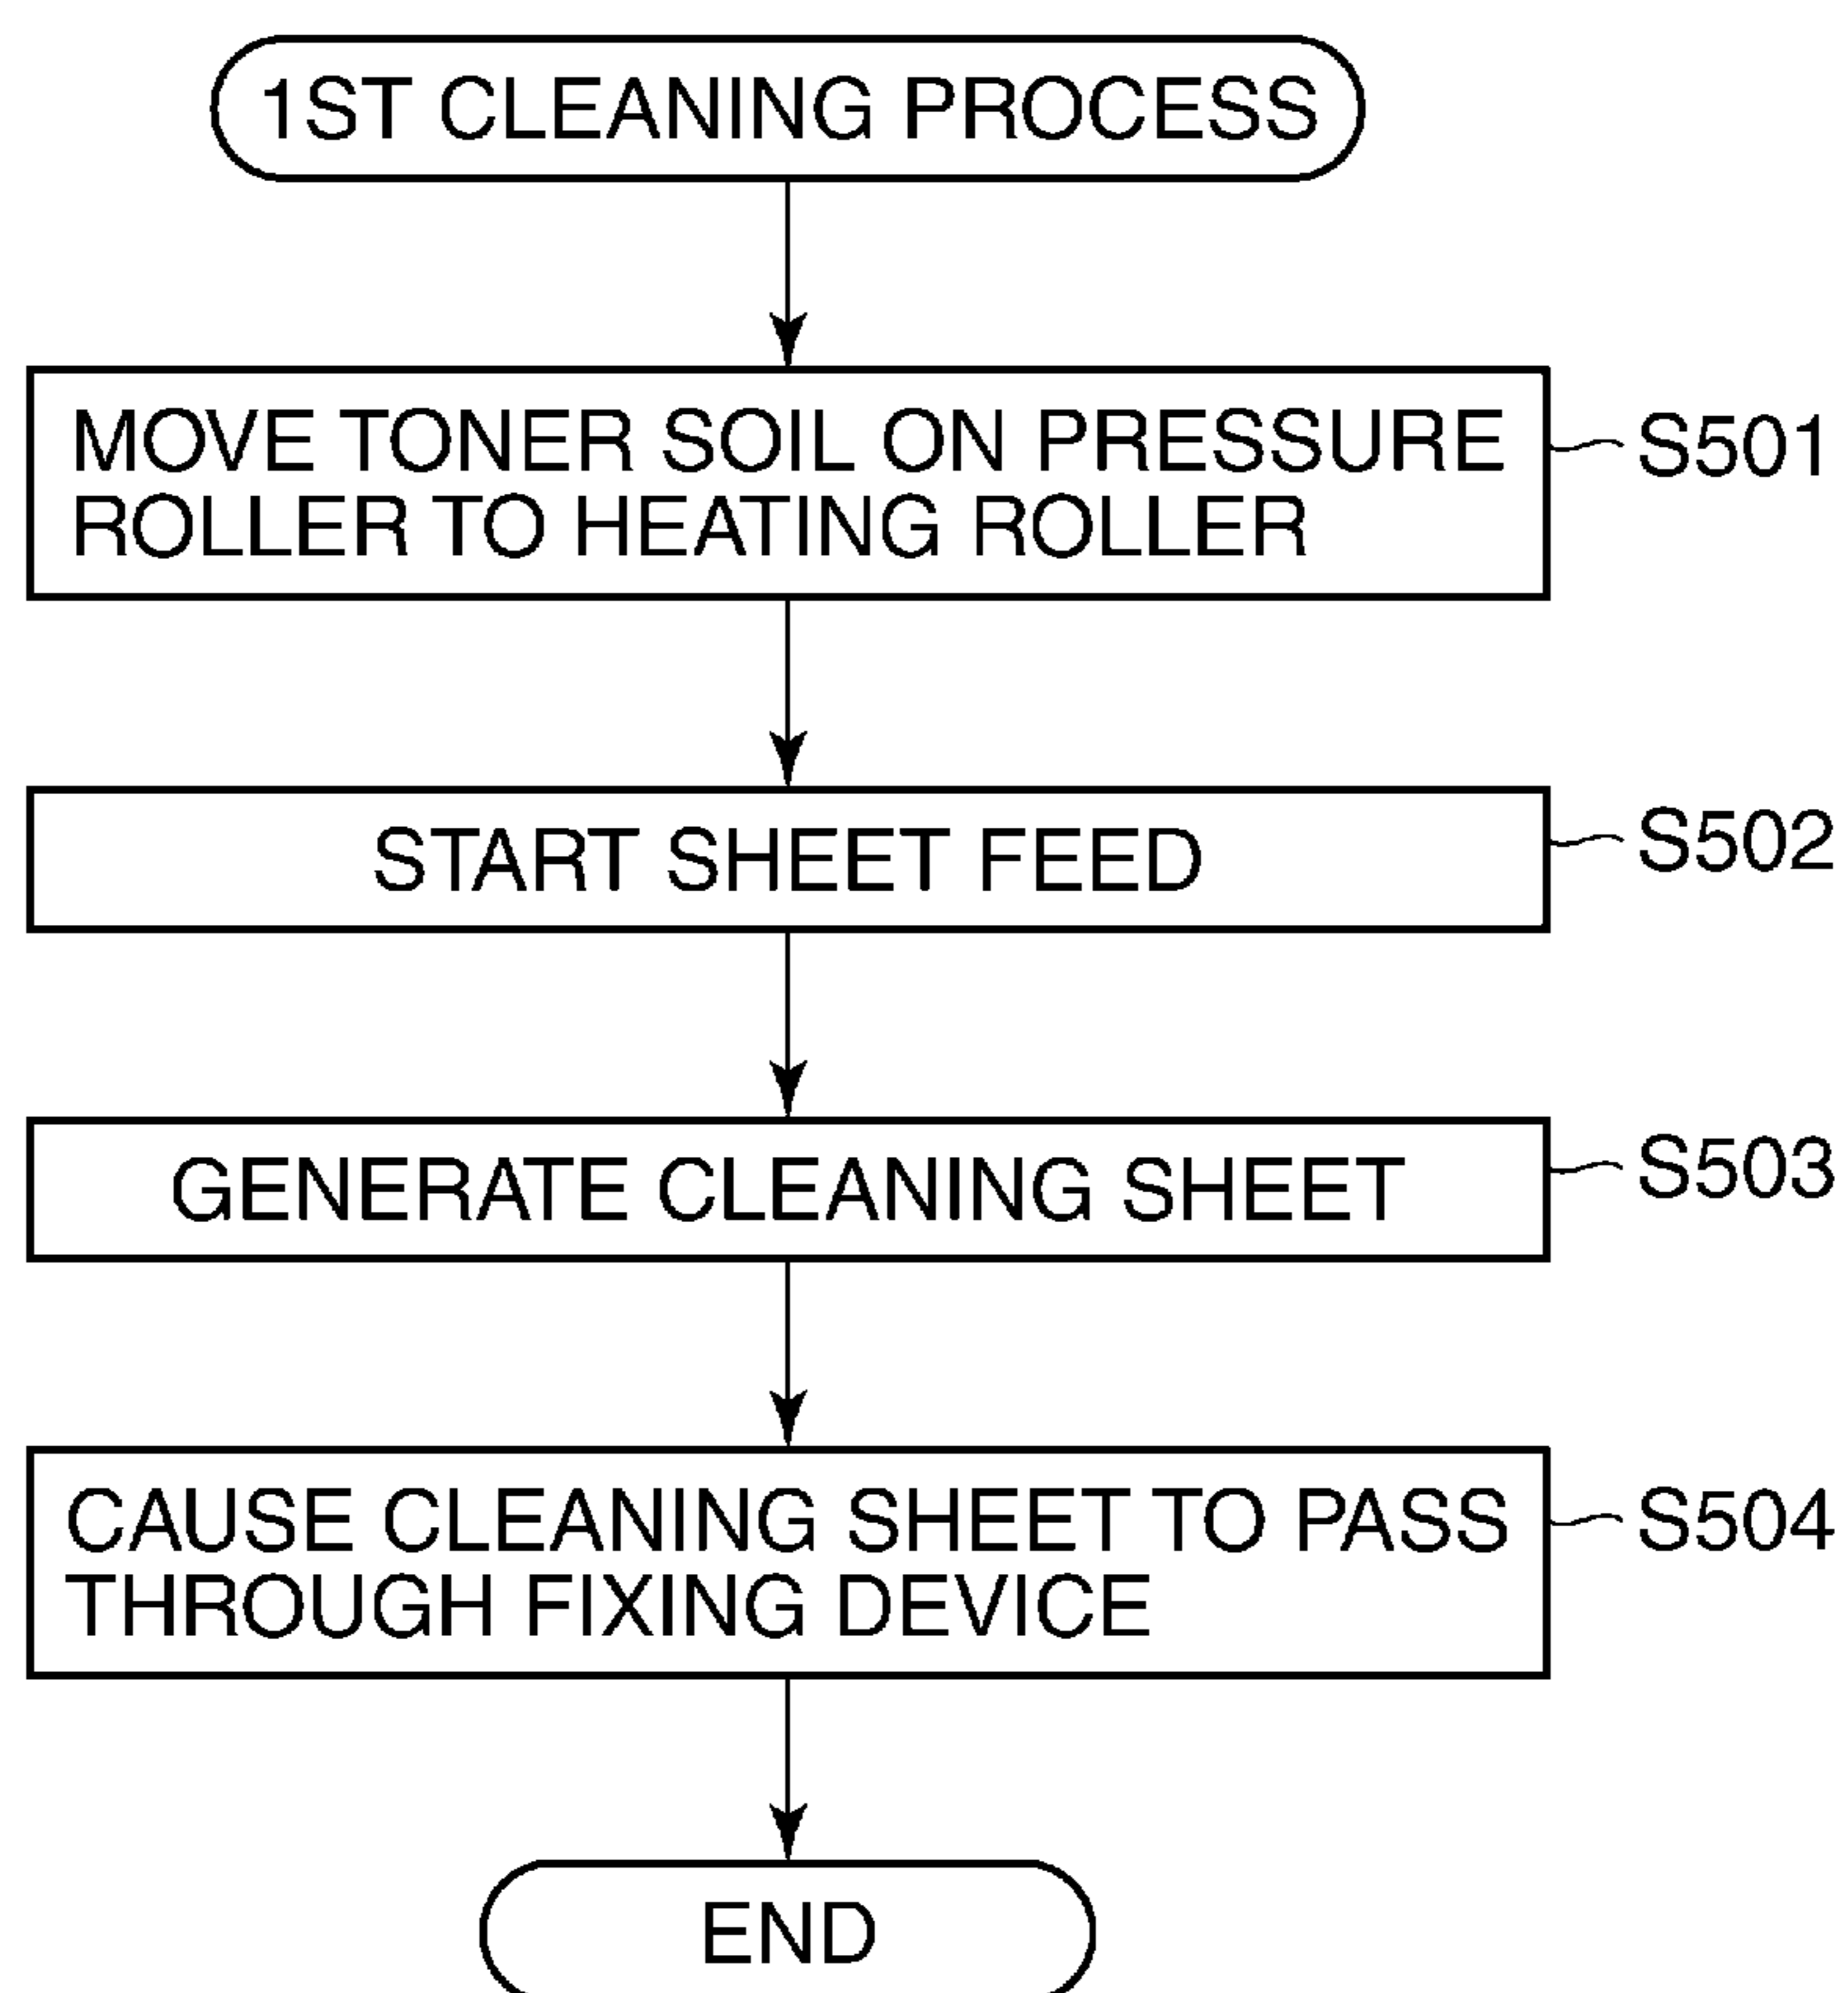 1ST CLEANING PROCESS
MOVE TONER SOIL ON PRESSURE
ROLLER TO HEATING ROLLER
S501
START SHEET FEED
S502
GENERATE CLEANING SHEET
S503
CAUSE CLEANING SHEET TO PASS
THROUGH FIXING DEVICE
S504
END